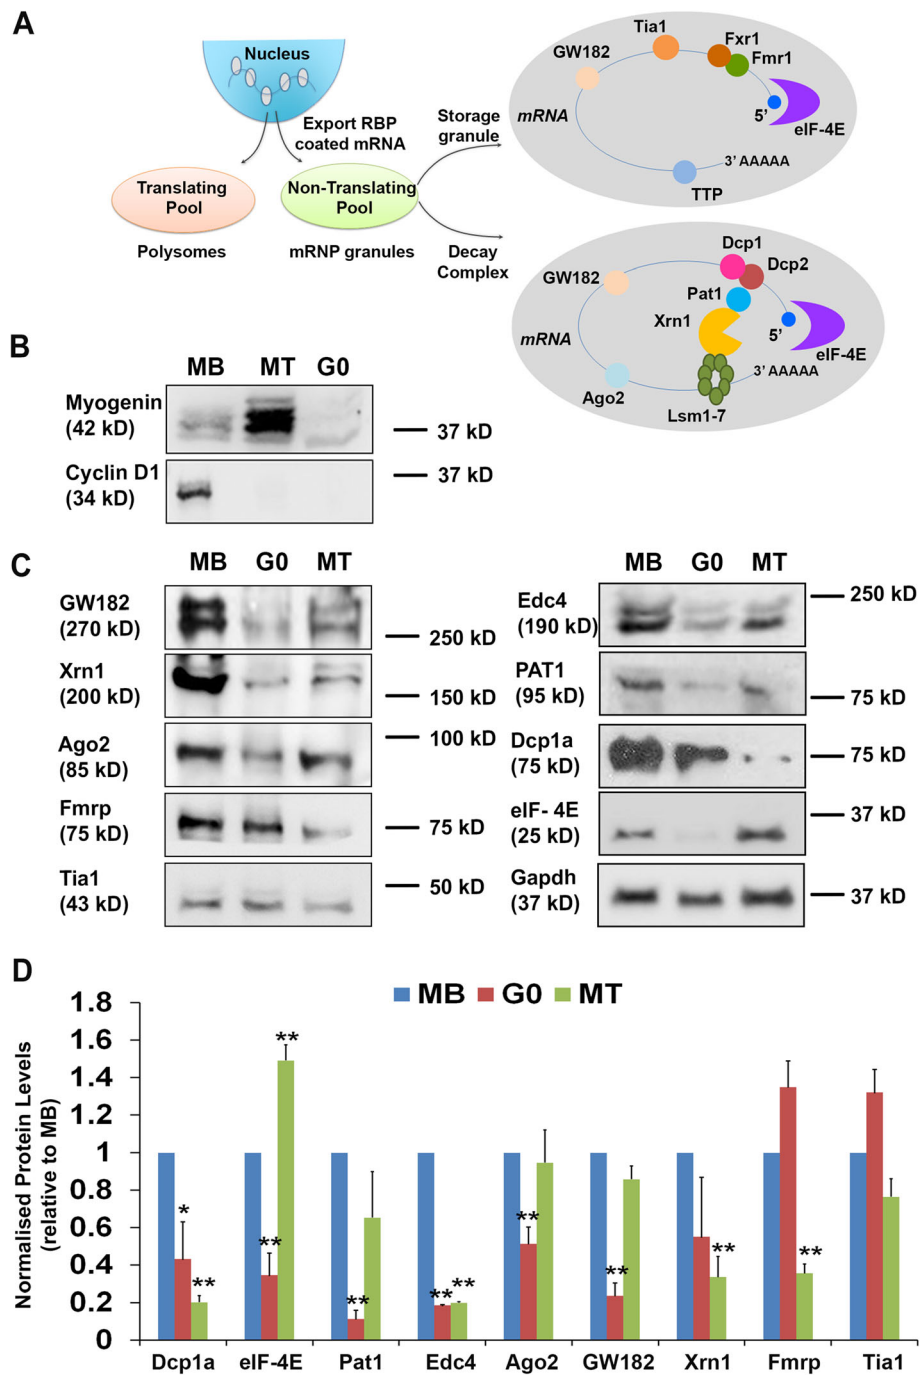 A
Nucleus
Export RBP
coated mRNA
Translating
Pool
Polysomes
Non-Translating
Pool
mRNP granules
Storage
granule
Decay
Complex
Tia1
Fxr1
Fmr1
GW182
mRNA
5’
eIF-4E
3’ AAAAA
TTP
Dcp1
Dcp2
GW182
Pat1
Xrn1
mRNA
5’
eIF-4E
3’ AAAAA
Ago2
Lsm1-7
B
MB MT G0
Myogenin
(42 kD)
37 kD
Cyclin D1
(34 kD)
37 kD
C
MB G0 MT
GW182
(270 kD)
250 kD
Xrn1
(200 kD)
150 kD
Ago2
(85 kD)
100 kD
Fmrp
(75 kD)
75 kD
Tia1
(43 kD)
50 kD
MB G0 MT
Edc4
(190 kD)
250 kD
PAT1
(95 kD)
75 kD
Dcp1a
(75 kD)
75 kD
eIF- 4E
(25 kD)
37 kD
Gapdh
(37 kD)
37 kD
D
MB G0 MT
Normalised Protein Levels
(relative to MB)
1.8
1.6
1.4
1.2
1
0.8
0.6
0.4
0.2
0
*
**
**
**
**
**
**
**
**
**
**
Dcp1a eIF-4E Pat1 Edc4 Ago2 GW182 Xrn1 Fmrp Tia1